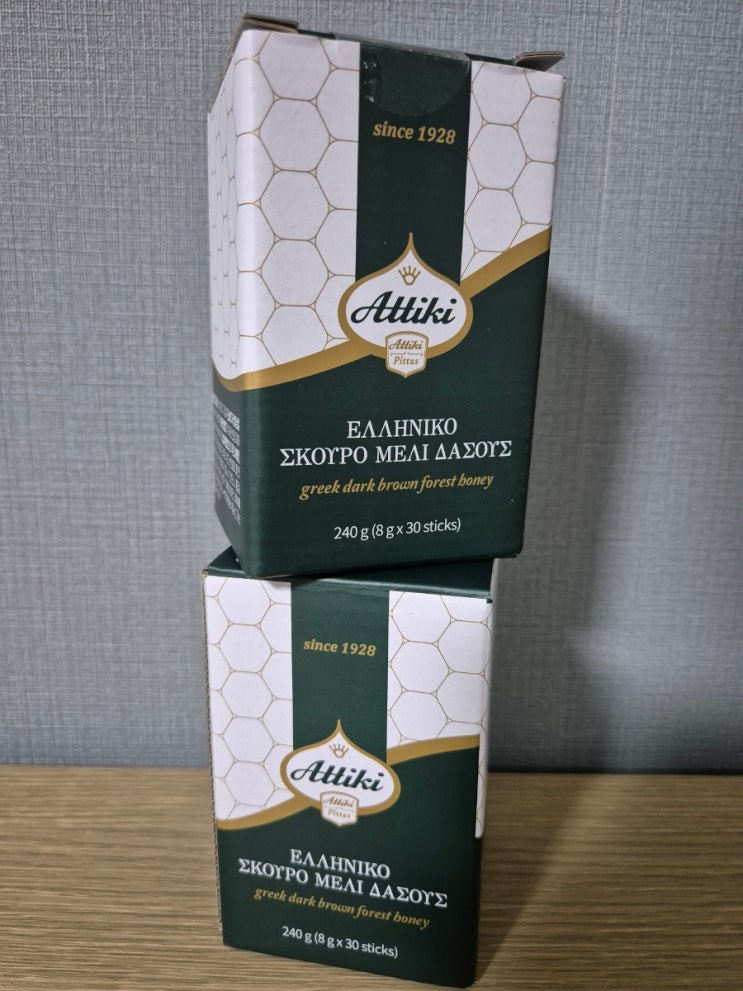 since 1928
Attiki
Attiki
Pittas
ΕΛΛΗΝΙΚΟ
ΣΚΟΥΡΟ ΜΕΛΙ ΔΑΣΟΥΣ
greek dark brown forest honey
240 g (8 g x 30 sticks)
since 1928
Attiki
Attiki
Pittas
ΕΛΛΗΝΙΚΟ
ΣΚΟΥΡΟ ΜΕΛΙ ΔΑΣΟΥΣ
greek dark brown forest honey
240 g (8 g x 30 sticks)